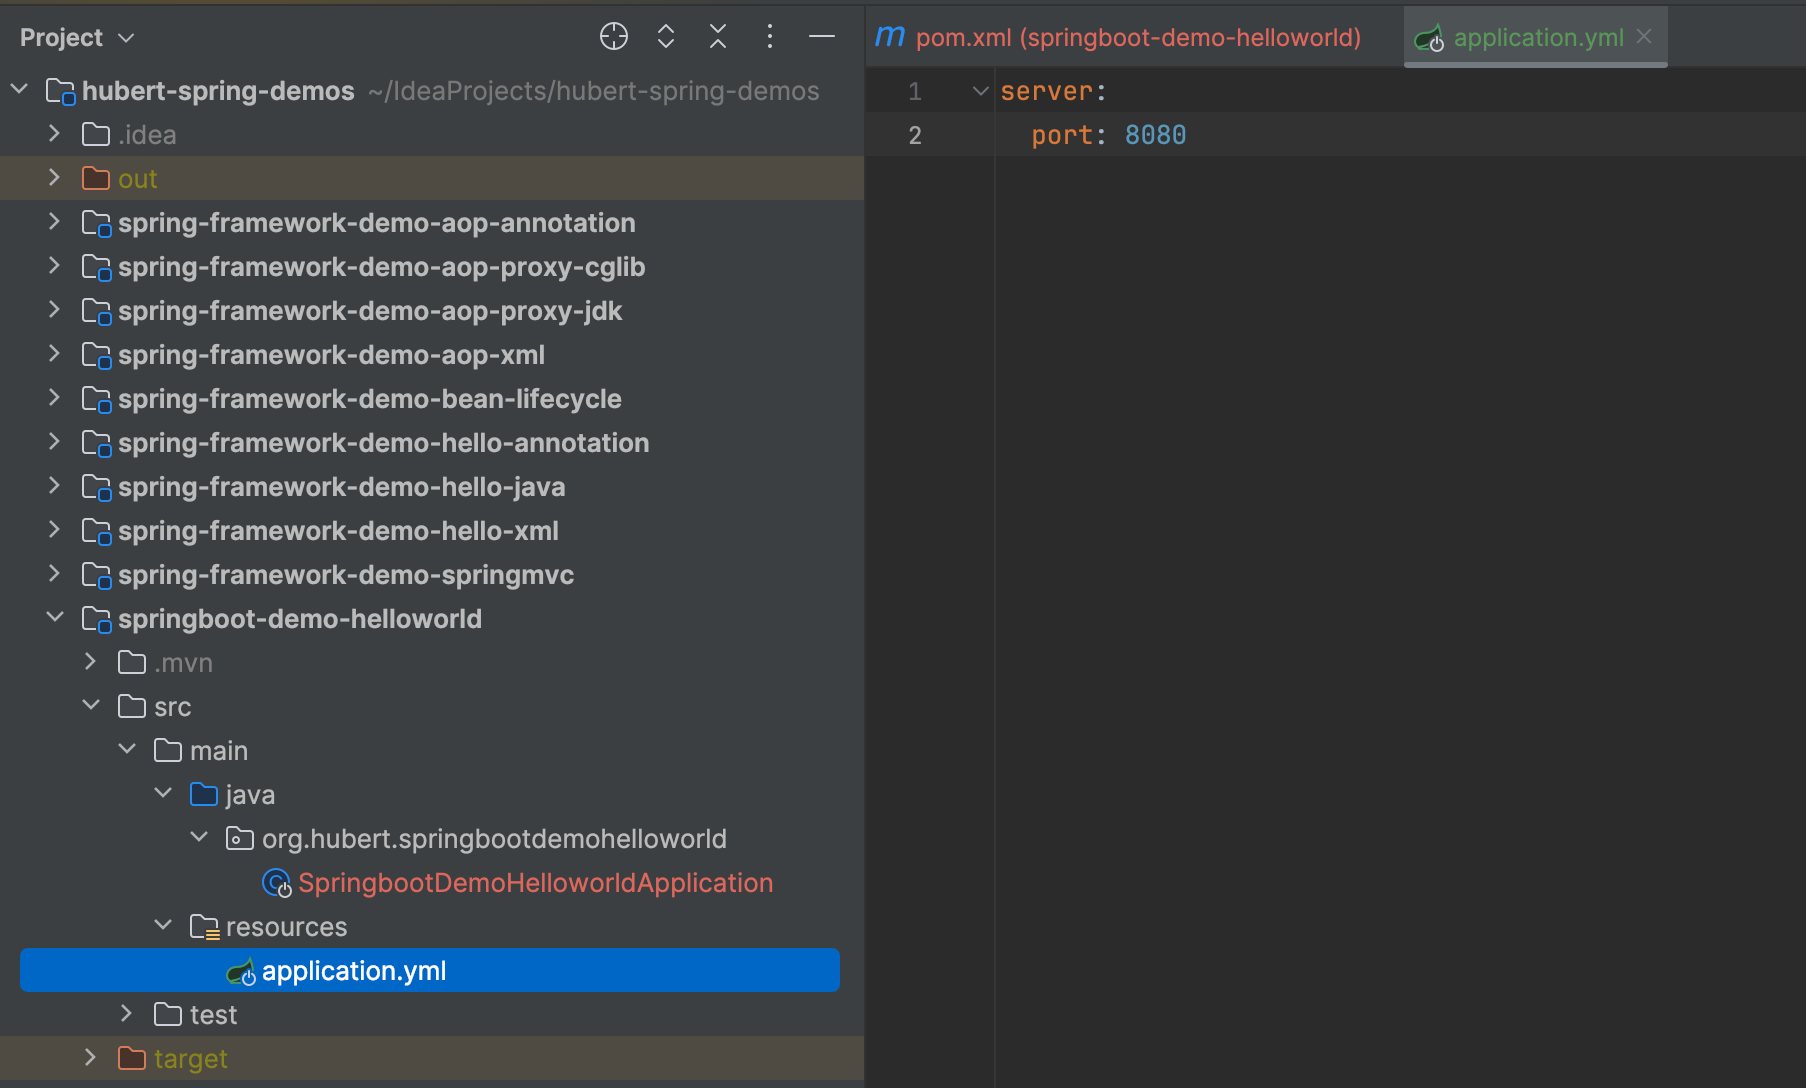 Project
hubert-spring-demos ~/IdeaProjects/hubert-spring-demos
.idea
out
spring-framework-demo-aop-annotation
spring-framework-demo-aop-proxy-cglib
spring-framework-demo-aop-proxy-jdk
spring-framework-demo-aop-xml
spring-framework-demo-bean-lifecycle
spring-framework-demo-hello-annotation
spring-framework-demo-hello-java
spring-framework-demo-hello-xml
spring-framework-demo-springmvc
springboot-demo-helloworld
.mvn
src
main
java
org.hubert.springbootdemohelloworld
SpringbootDemoHelloworldApplication
resources
application.yml
test
target
m pom.xml (springboot-demo-helloworld) application.yml
1 server:
2 port: 8080